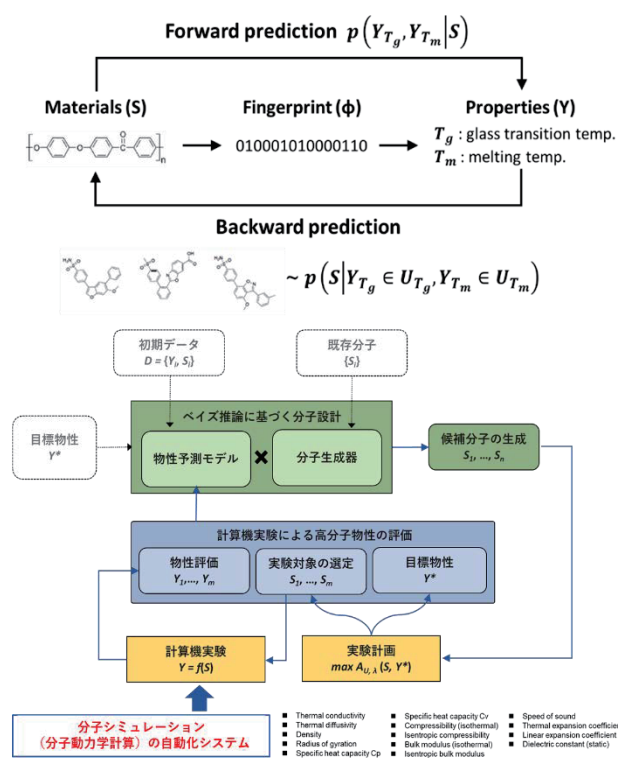 Forward prediction p(Y_{T_g}, Y_{T_m}|S)
Materials (S)
Fingerprint (ϕ)
Properties (Y)
010001010000110
T_g : glass transition temp.
T_m : melting temp.
Backward prediction
~ p(S|Y_{T_g} ∈ U_{T_g}, Y_{T_m} ∈ U_{T_m})
初期データ
D = {Y_i, S_i}
既存分子
{S_i}
ベイズ推論に基づく分子設計
目標物性
Y*
物性予測モデル
×
分子生成器
候補分子の生成
S_1, ..., S_n
計算機実験による高分子物性の評価
物性評価
Y_1,..., Y_m
実験対象の選定
S_1, ..., S_m
目標物性
Y*
計算機実験
Y = f(S)
実験計画
max A_{U, λ} (S, Y*)
分子シミュレーション
(分子動力学計算)の自動化システム
■ Thermal conductivity
■ Thermal diffusivity
■ Density
■ Radius of gyration
■ Specific heat capacity Cp
■ Specific heat capacity Cv
■ Compressibility (isothermal)
■ Isentropic compressibility
■ Bulk modulus (isothermal)
■ Isentropic bulk modulus
■ Speed of sound
■ Thermal expansion coefficien
■ Linear expansion coefficient
■ Dielectric constant (static)